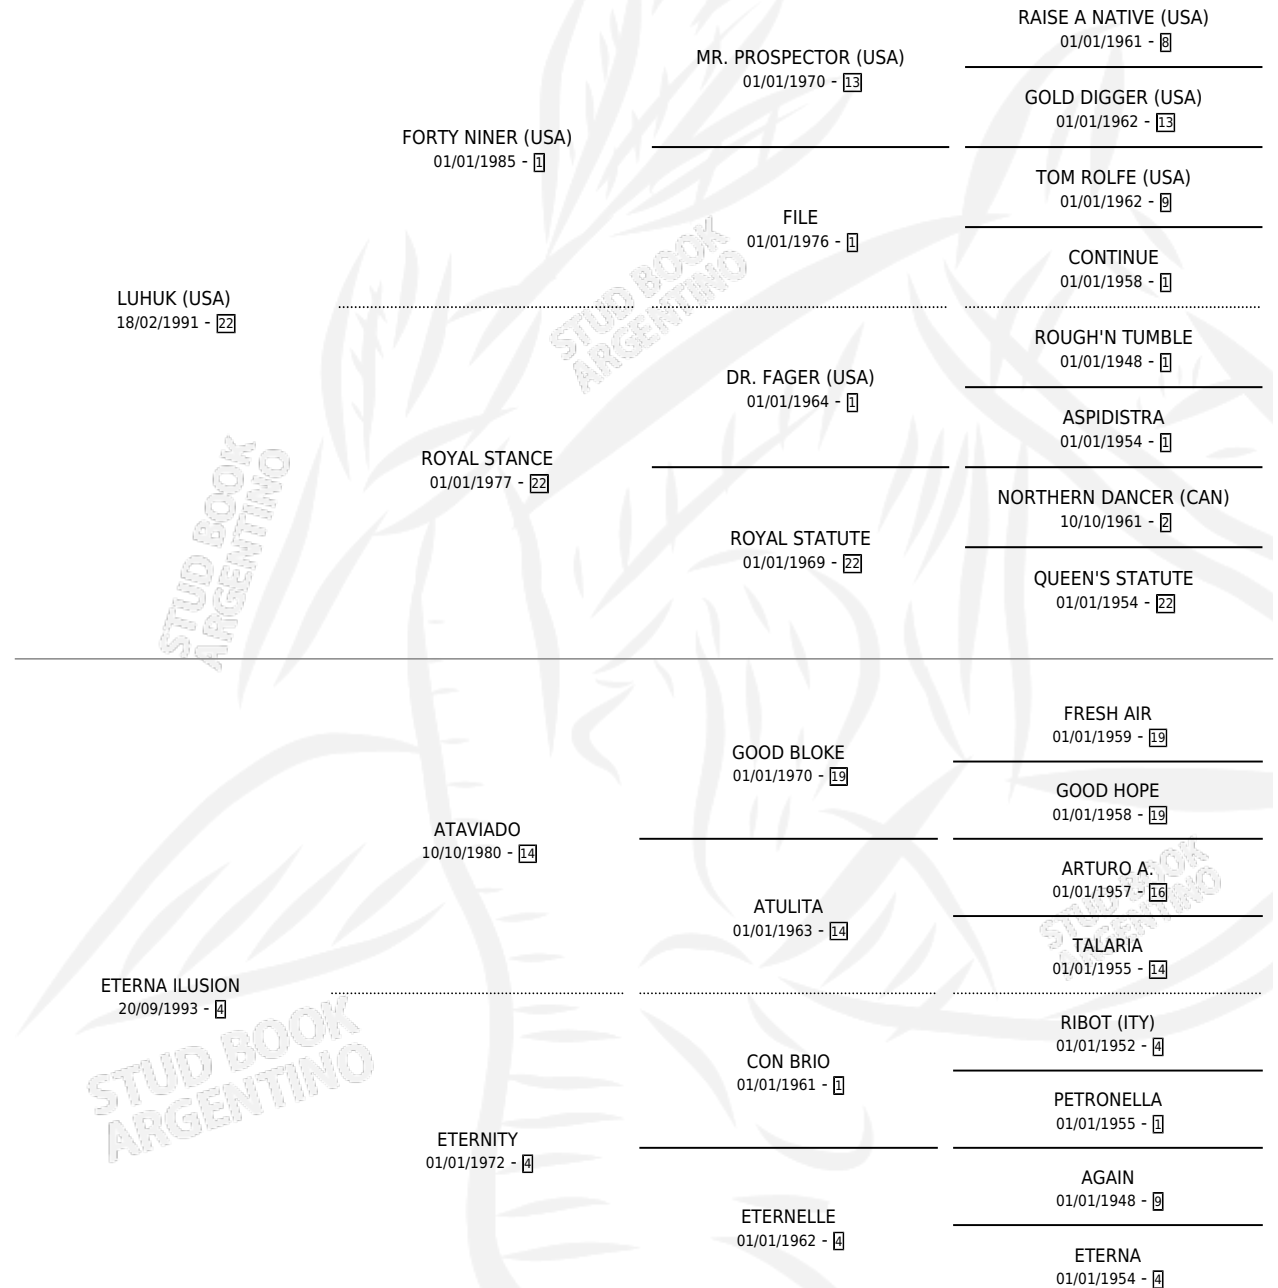 RAISE A NATIVE (USA)
01/01/1961 - 8
MR. PROSPECTOR (USA)
01/01/1970 - 13
GOLD DIGGER (USA)
01/01/1962 - 13
FORTY NINER (USA)
01/01/1985 - 1
TOM ROLFE (USA)
01/01/1962 - 9
FILE
01/01/1976 - 1
CONTINUE
01/01/1958 - 1
LUHUK (USA)
18/02/1991 - 22
ROUGH'N TUMBLE
01/01/1948 - 1
DR. FAGER (USA)
01/01/1964 - 1
ASPIDISTRA
01/01/1954 - 1
ROYAL STANCE
01/01/1977 - 22
NORTHERN DANCER (CAN)
10/10/1961 - 2
ROYAL STATUTE
01/01/1969 - 22
QUEEN'S STATUTE
01/01/1954 - 22
FRESH AIR
01/01/1959 - 19
GOOD BLOKE
01/01/1970 - 19
GOOD HOPE
01/01/1958 - 19
ATAVIADO
10/10/1980 - 14
ARTURO A.
01/01/1957 - 16
ATULITA
01/01/1963 - 14
TALARIA
01/01/1955 - 14
ETERNA ILUSION
20/09/1993 - 4
RIBOT (ITY)
01/01/1952 - 4
CON BRIO
01/01/1961 - 1
PETRONELLA
01/01/1955 - 1
ETERNITY
01/01/1972 - 4
AGAIN
01/01/1948 - 9
ETERNELLE
01/01/1962 - 4
ETERNA
01/01/1954 - 4
STUD BOOK
ARGENTINO
STUD BOOK
ARGENTINO
STUD BOOK
ARGENTINO
STUD BOOK
ARGENTINO